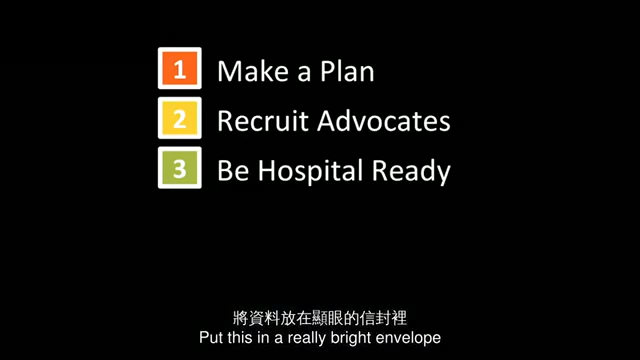 1 Make a Plan
2 Recruit Advocates
3 Be Hospital Ready
將資料放在顯眼的信封裡
Put this in a really bright envelope